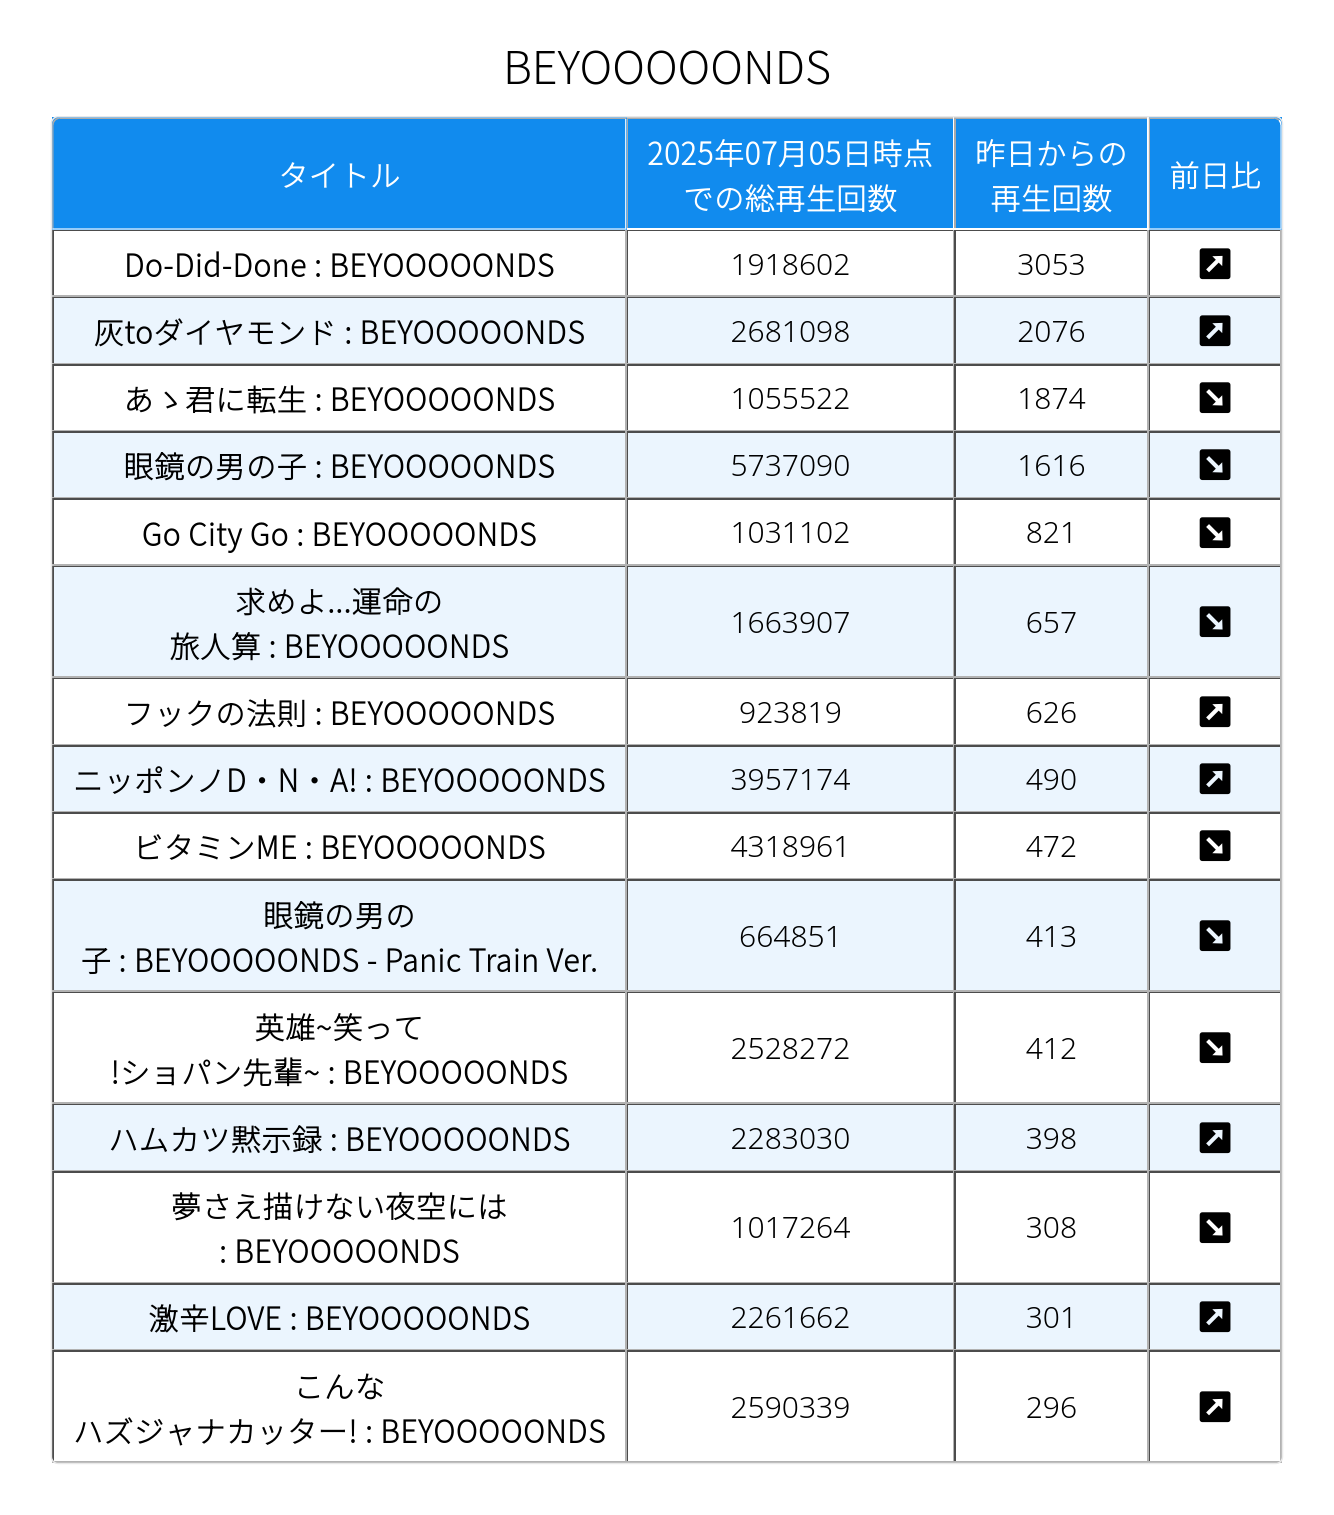 BEYOOOOONDS
タイトル
2025年07月05日時点
での総再生回数
昨日からの
再生回数
前日比
Do-Did-Done : BEYOOOOONDS
1918602
3053
灰toダイヤモンド : BEYOOOOONDS
2681098
2076
あゝ君に転生 : BEYOOOOONDS
1055522
1874
眼鏡の男の子 : BEYOOOOONDS
5737090
1616
Go City Go : BEYOOOOONDS
1031102
821
求めよ...運命の
旅人算 : BEYOOOOONDS
1663907
657
フックの法則 : BEYOOOOONDS
923819
626
ニッポンノD・N・A! : BEYOOOOONDS
3957174
490
ビタミンME : BEYOOOOONDS
4318961
472
眼鏡の男の
子 : BEYOOOOONDS - Panic Train Ver.
664851
413
英雄~笑って
!ショパン先輩~ : BEYOOOOONDS
2528272
412
ハムカツ黙示録 : BEYOOOOONDS
2283030
398
夢さえ描けない夜空には
: BEYOOOOONDS
1017264
308
激辛LOVE : BEYOOOOONDS
2261662
301
こんな
ハズジャナカッター! : BEYOOOOONDS
2590339
296